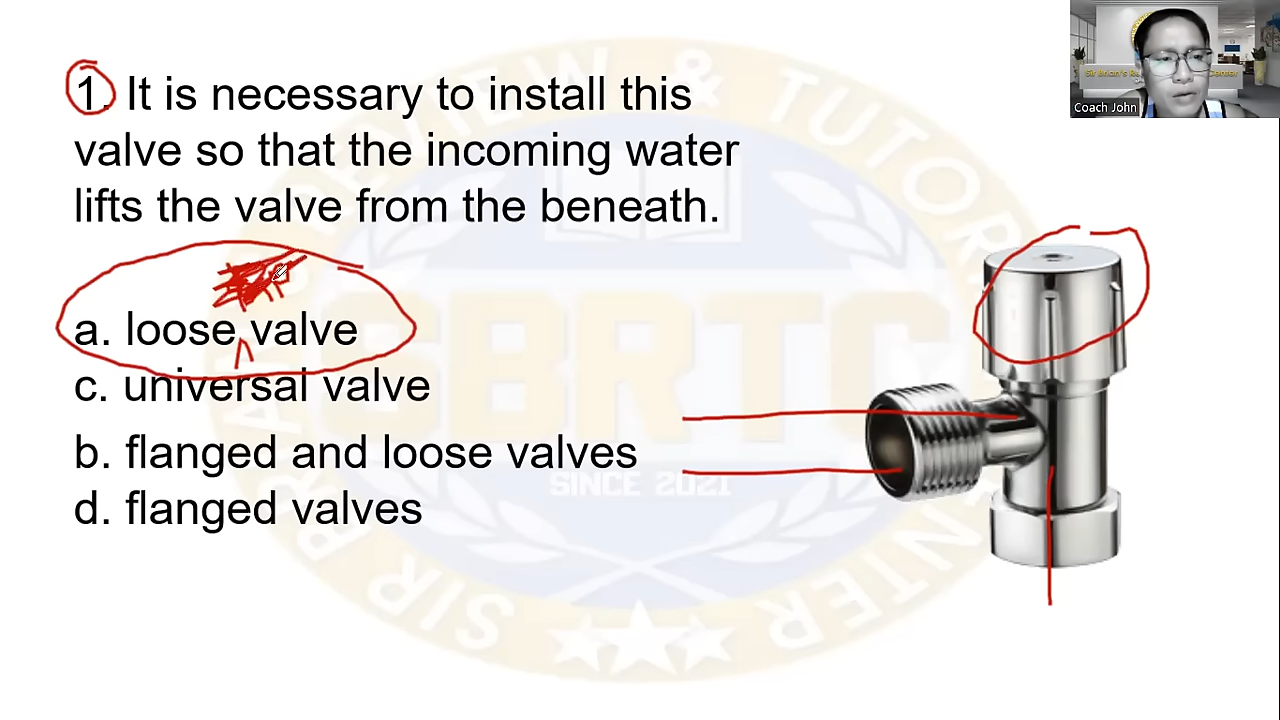 1. It is necessary to install this
valve so that the incoming water
lifts the valve from the beneath.
a. loose valve
c. universal valve
b. flanged and loose valves
d. flanged valves
Coach John
GBRTC
SINCE 2021